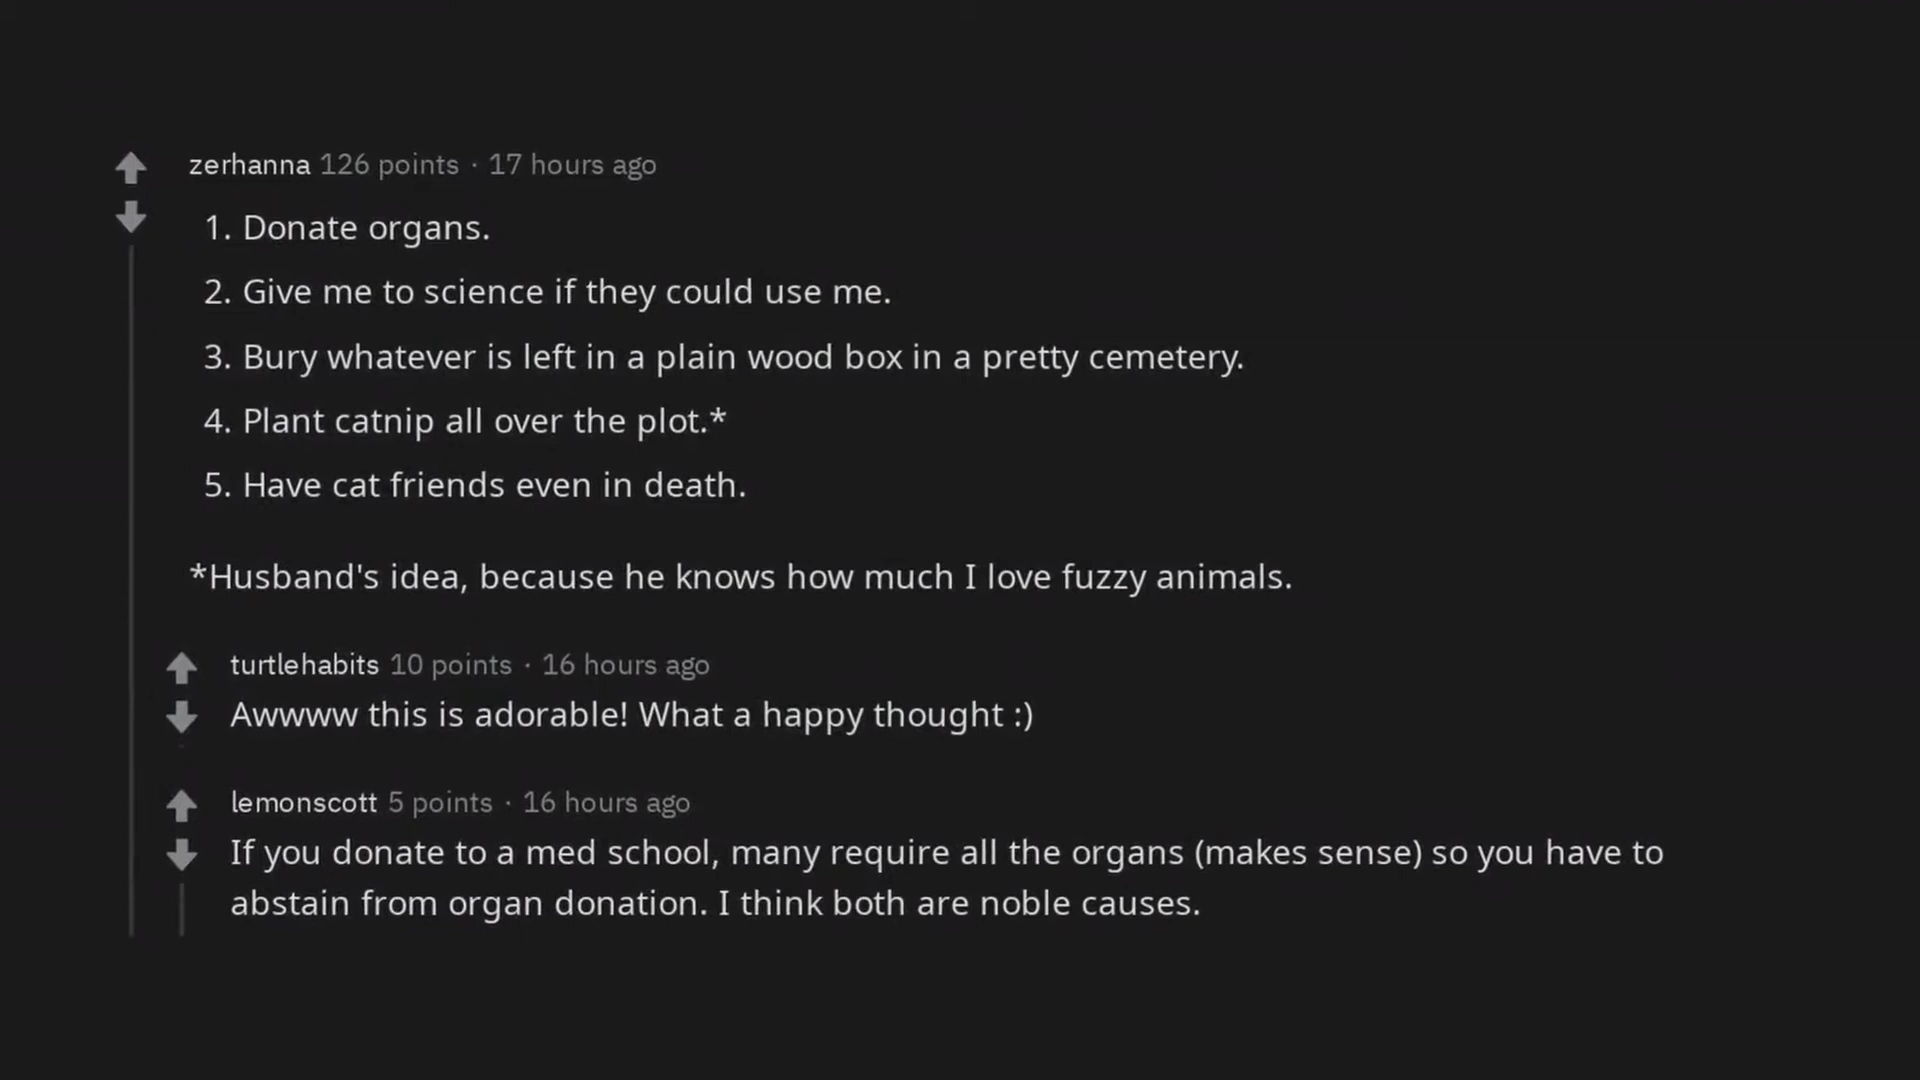 zerhanna 126 points · 17 hours ago
1. Donate organs.
2. Give me to science if they could use me.
3. Bury whatever is left in a plain wood box in a pretty cemetery.
4. Plant catnip all over the plot.*
5. Have cat friends even in death.
*Husband's idea, because he knows how much I love fuzzy animals.
turtlehabits 10 points · 16 hours ago
Awwww this is adorable! What a happy thought :)
lemonscott 5 points · 16 hours ago
If you donate to a med school, many require all the organs (makes sense) so you have to
abstain from organ donation. I think both are noble causes.